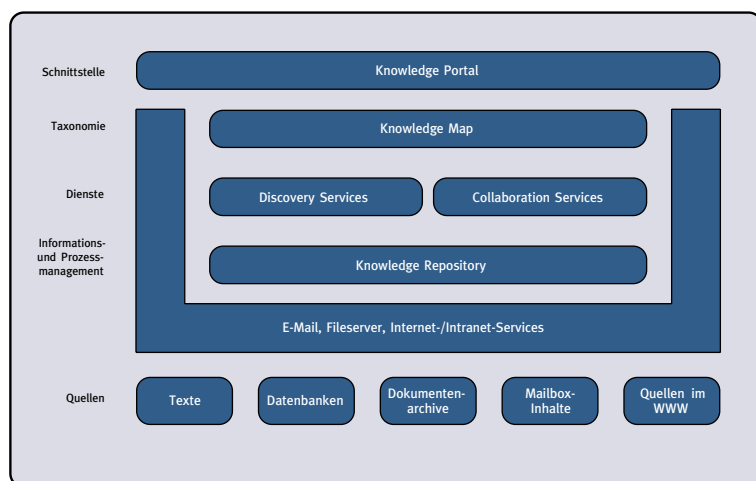 Schnittstelle
Knowledge Portal
Taxonomie
Knowledge Map
Dienste
Discovery Services
Collaboration Services
Informations-
und Prozess-
management
Knowledge Repository
E-Mail, Fileserver, Internet-/Intranet-Services
Quellen
Texte
Datenbanken
Dokumenten-
archive
Mailbox-
Inhalte
Quellen im
WWW